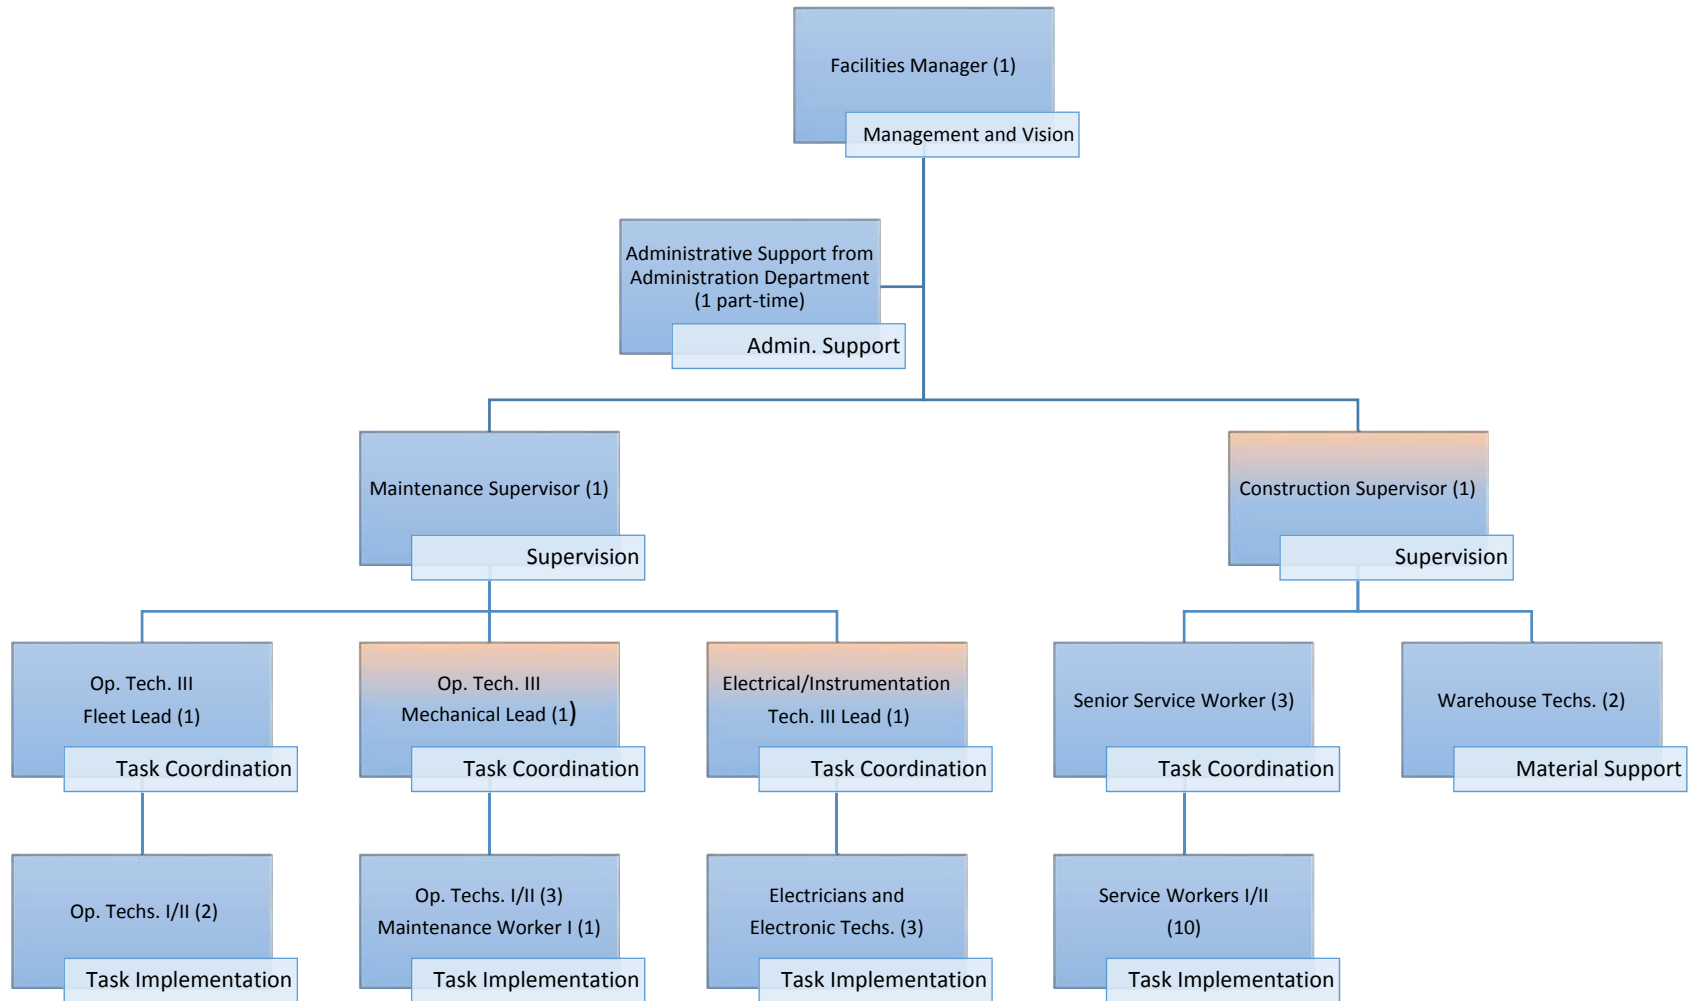 Facilities Manager (1)
Management and Vision
Administrative Support from
Administration Department
(1 part-time)
Admin. Support
Maintenance Supervisor (1)
Supervision
Construction Supervisor (1)
Supervision
Op. Tech. III
Fleet Lead (1)
Task Coordination
Op. Tech. III
Mechanical Lead (1)
Task Coordination
Electrical/Instrumentation
Tech. III Lead (1)
Task Coordination
Senior Service Worker (3)
Task Coordination
Warehouse Techs. (2)
Material Support
Op. Techs. I/II (2)
Task Implementation
Op. Techs. I/II (3)
Maintenance Worker I (1)
Task Implementation
Electricians and
Electronic Techs. (3)
Task Implementation
Service Workers I/II
(10)
Task Implementation